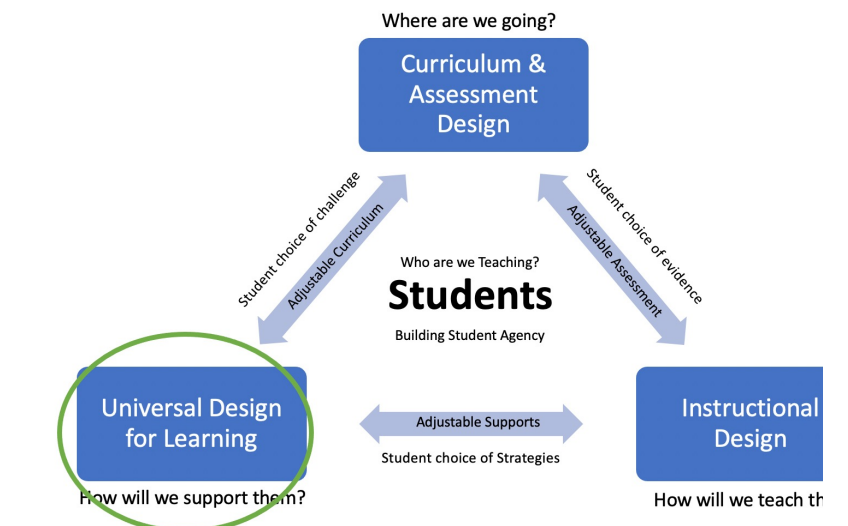 Where are we going?
Curriculum &
Assessment
Design
Student choice of challenge
Adjustable Curriculum
Student choice of evidence
Adjustable Assessment
Who are we Teaching?
Students
Building Student Agency
Universal Design
for Learning
How will we support them?
Adjustable Supports
Student choice of Strategies
Instructional
Design
How will we teach